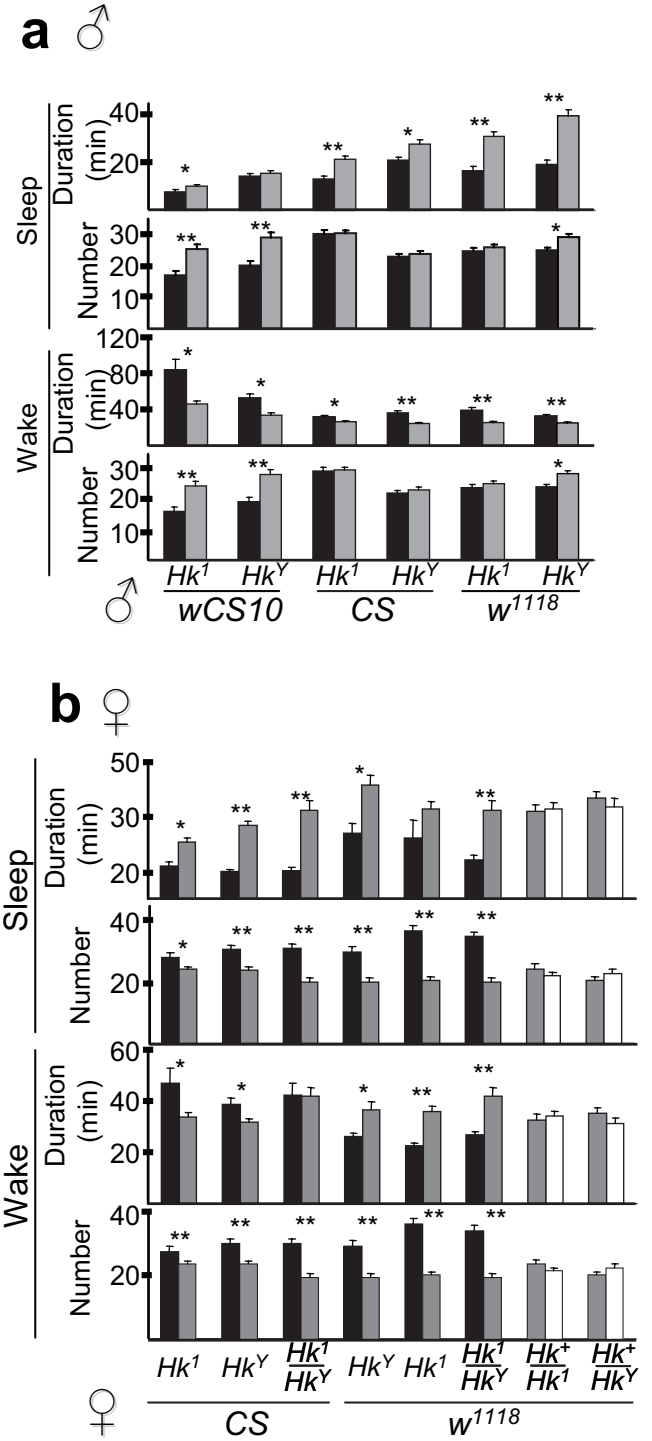 a ♂
Sleep
Duration
(min)
40
20
*
**
*
**
**
Number
30
20
10
**
**
*
Wake
Duration
(min)
120
80
40
*
*
*
**
**
**
Number
30
20
10
**
**
*
Hk1 HkY Hk1 HkY Hk1 HkY
♂ wCS10 CS w1118
b ♀
Sleep
Duration
(min)
50
30
20
*
**
**
*
**
Number
40
20
*
**
**
**
**
**
Wake
Duration
(min)
60
40
20
*
*
*
**
**
Number
40
20
**
**
**
**
**
**
Hk1 HkY Hk1/HkY HkY Hk1 Hk1/HkY Hk+/Hk1 Hk+/HkY
♀ CS w1118